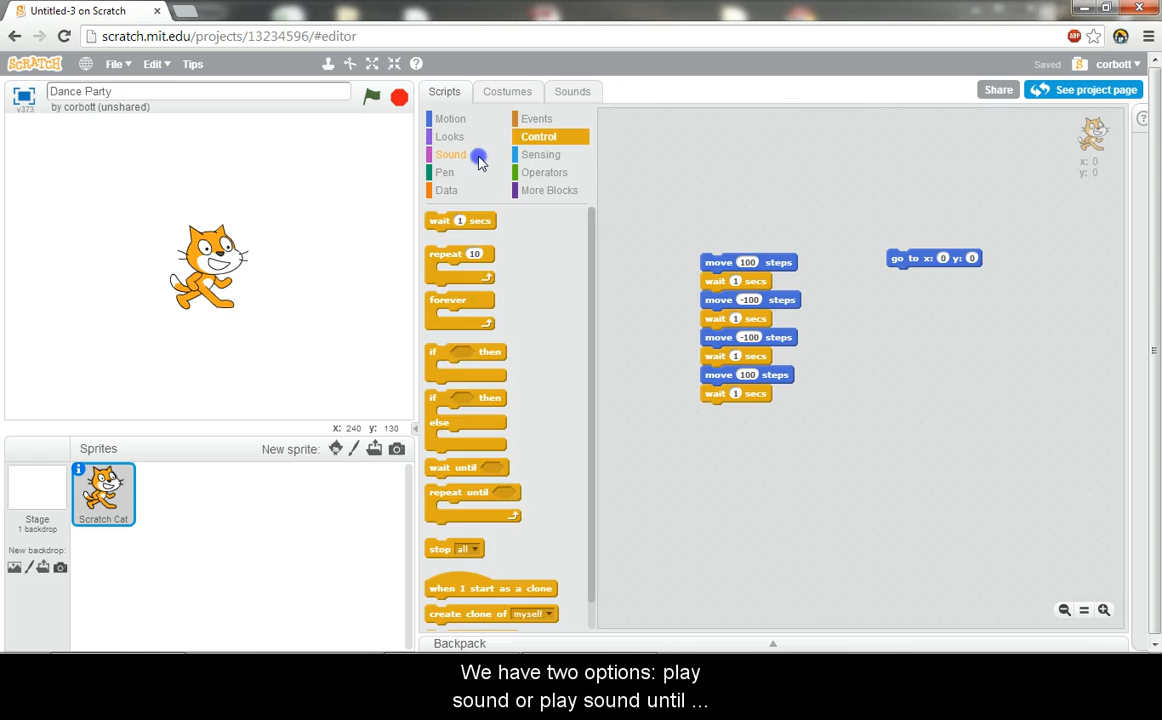 Untitled-3 on Scratch
scratch.mit.edu/projects/13234596/#editor
ABP
SCRATCH File Edit Tips Saved S corbott
Dance Party
by corbott (unshared)
v373
Scripts Costumes Sounds
Share See project page
Motion Events
Looks Control
Sound Sensing
Pen Operators
Data More Blocks
x: 0
y: 0
wait 1 secs
repeat 10
forever
if then
if then
else
wait until
repeat until
stop all
when I start as a clone
create clone of myself
move 100 steps
wait 1 secs
move -100 steps
wait 1 secs
move -100 steps
wait 1 secs
move 100 steps
wait 1 secs
go to x: 0 y: 0
x: 240 y: 130
Sprites New sprite:
Stage
1 backdrop
New backdrop:
Scratch Cat
Backpack
We have two options: play
sound or play sound until ...